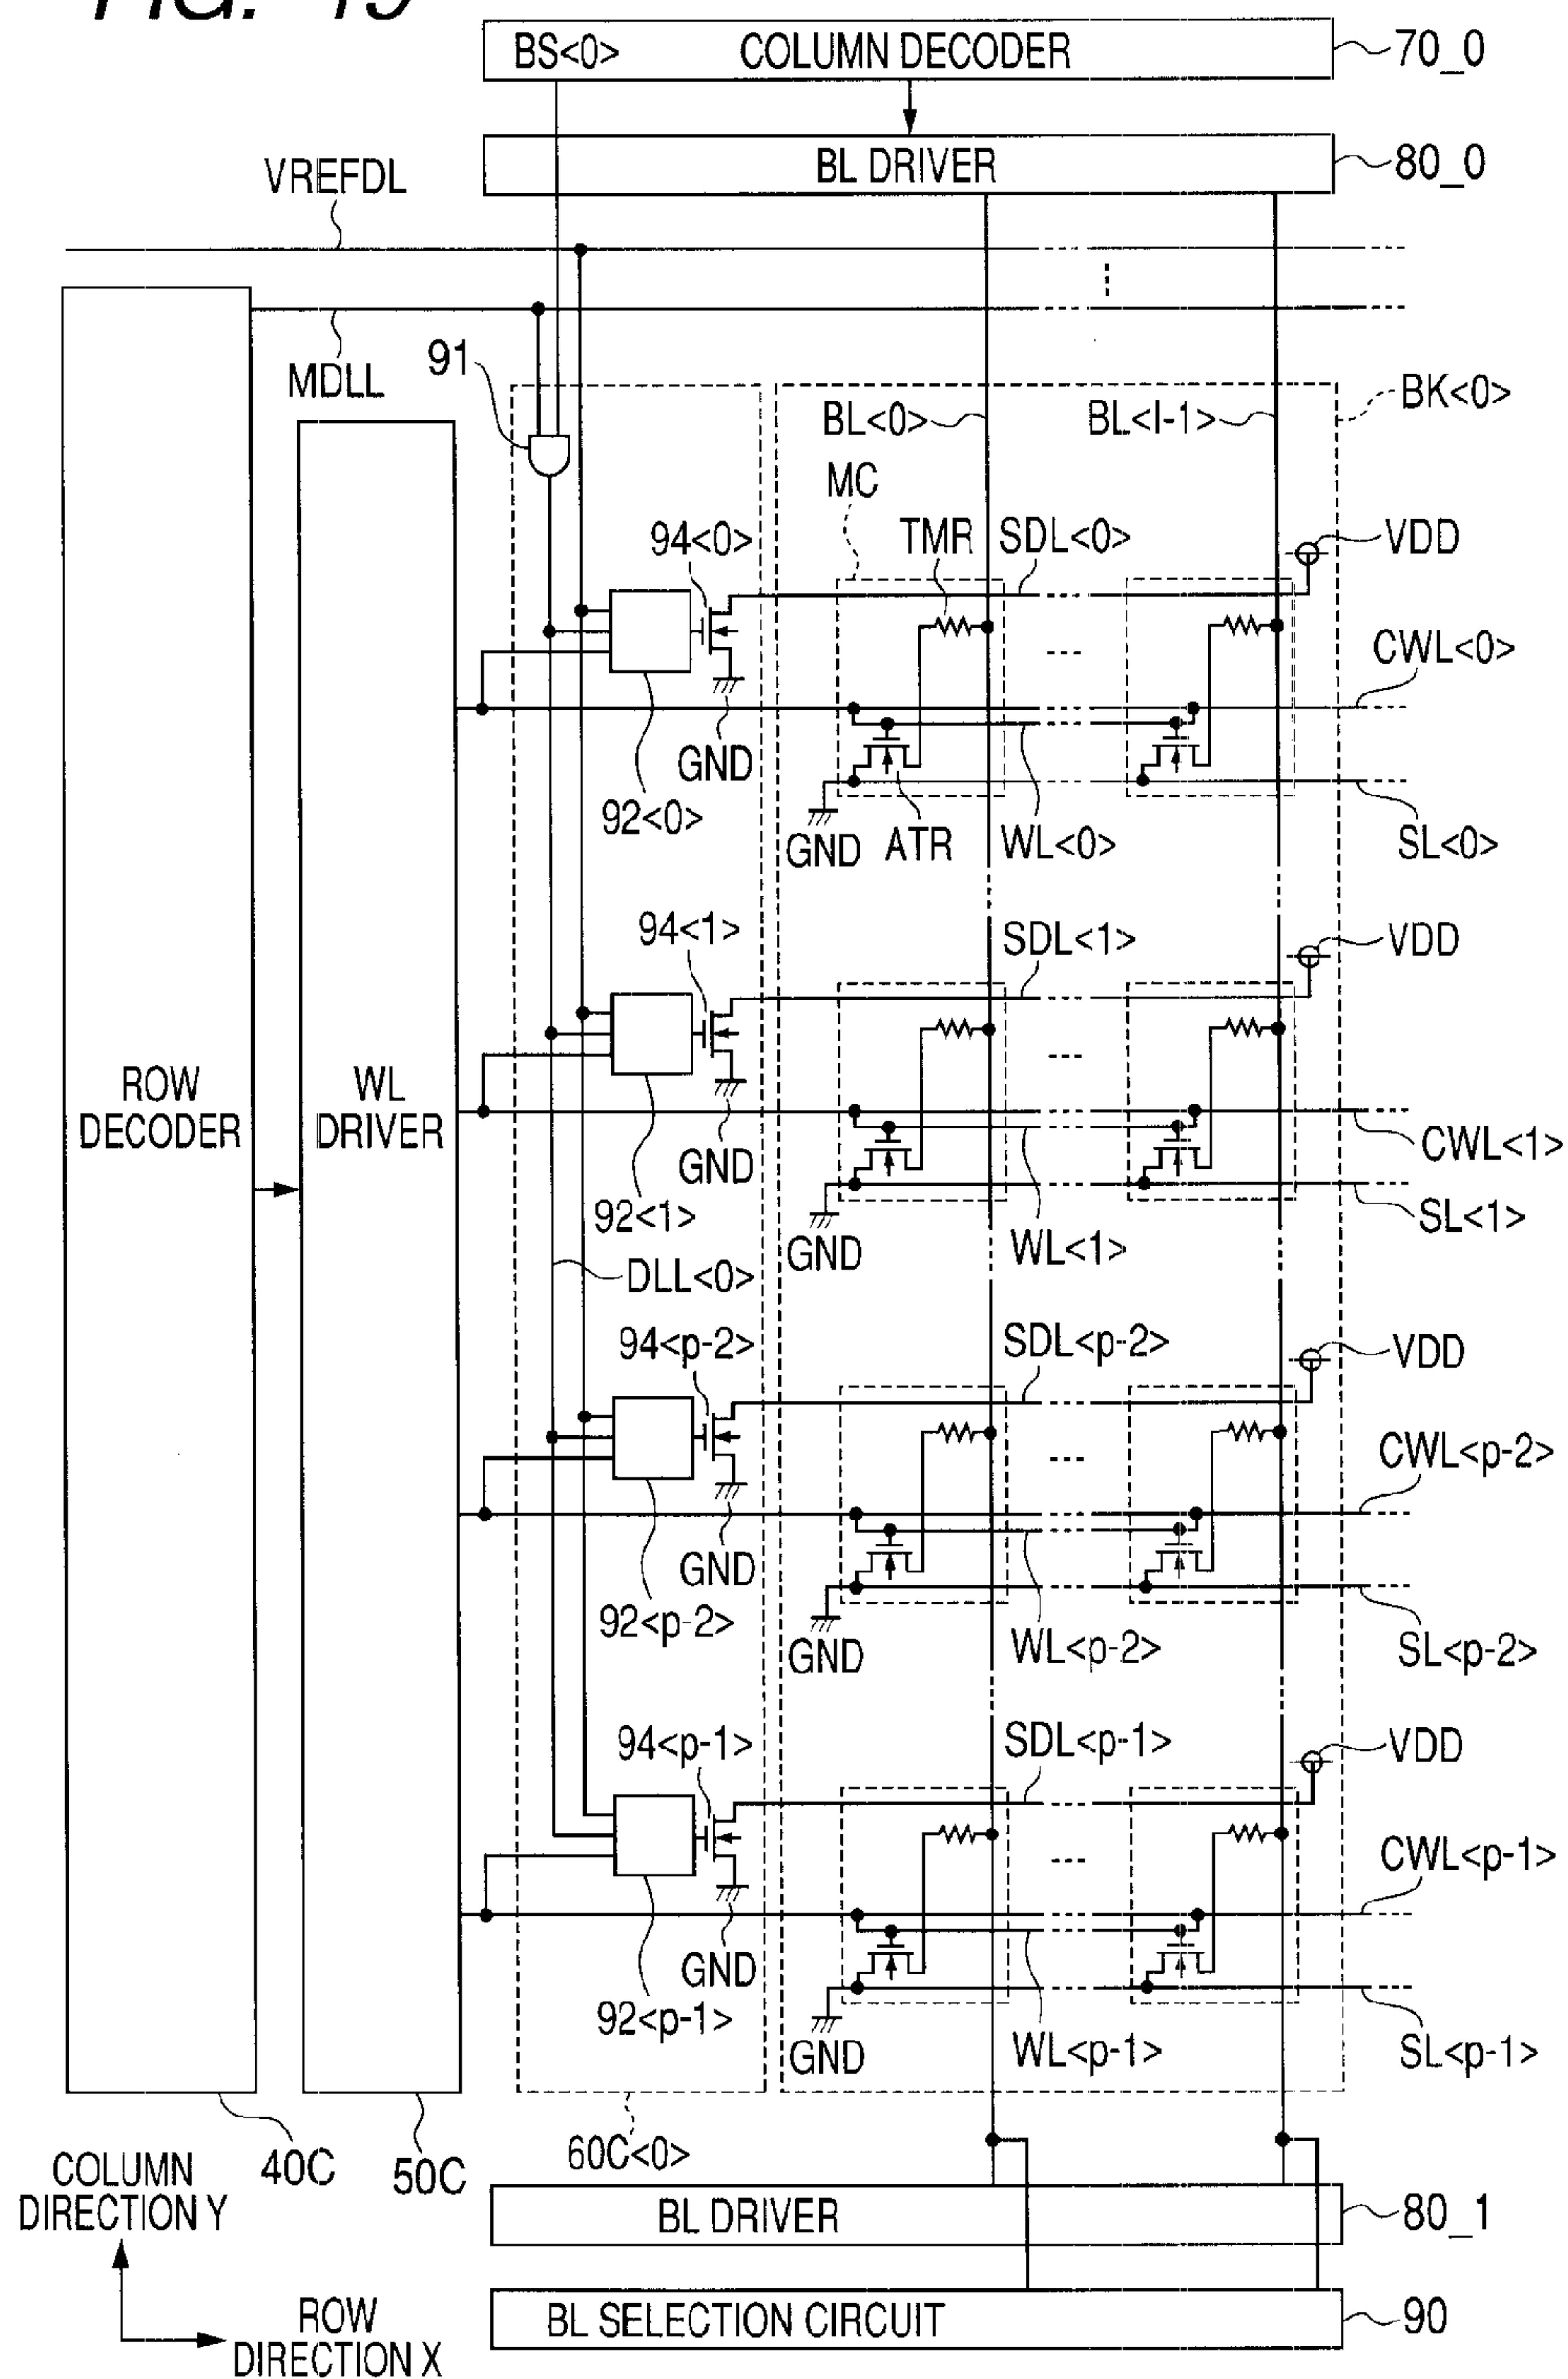 FIG. 19
BS<0> COLUMN DECODER 70_0
BL DRIVER 80_0
VREFDL
MDLL
91
BL<0> BL<I-1> BK<0>
MC
94<0> TMR SDL<0> VDD
CWL<0>
GND
92<0> GND ATR WL<0> SL<0>
94<1> SDL<1> VDD
ROW
DECODER
WL
DRIVER
GND CWL<1>
92<1> GND WL<1> SL<1>
DLL<0>
94<p-2> SDL<p-2> VDD
CWL<p-2>
GND
92<p-2> GND WL<p-2> SL<p-2>
94<p-1> SDL<p-1> VDD
CWL<p-1>
GND
92<p-1> GND WL<p-1> SL<p-1>
40C 50C 60C<0>
COLUMN
DIRECTION Y
BL DRIVER 80_1
ROW
DIRECTION X
BL SELECTION CIRCUIT 90